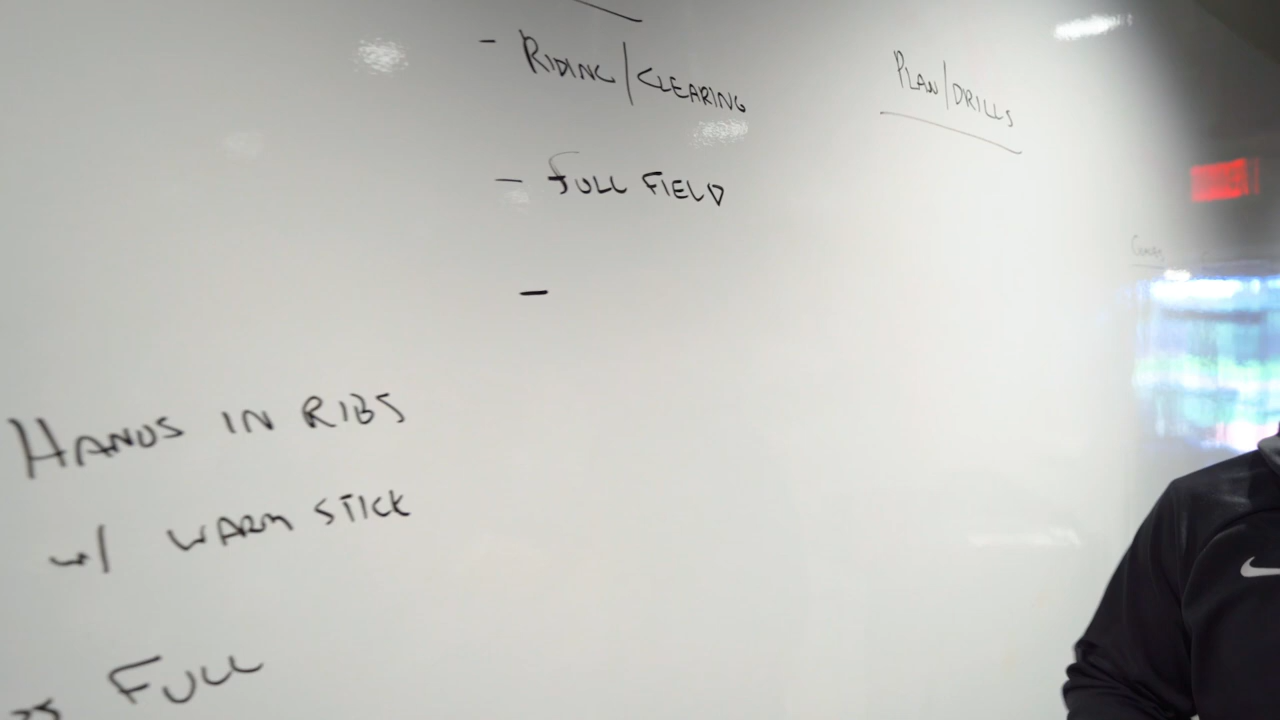 - RIDING/CLEARING
PLAN/DRILLS
- FULL FIELD
-
HANDS IN RIBS
w/ WARM STICK
FULL